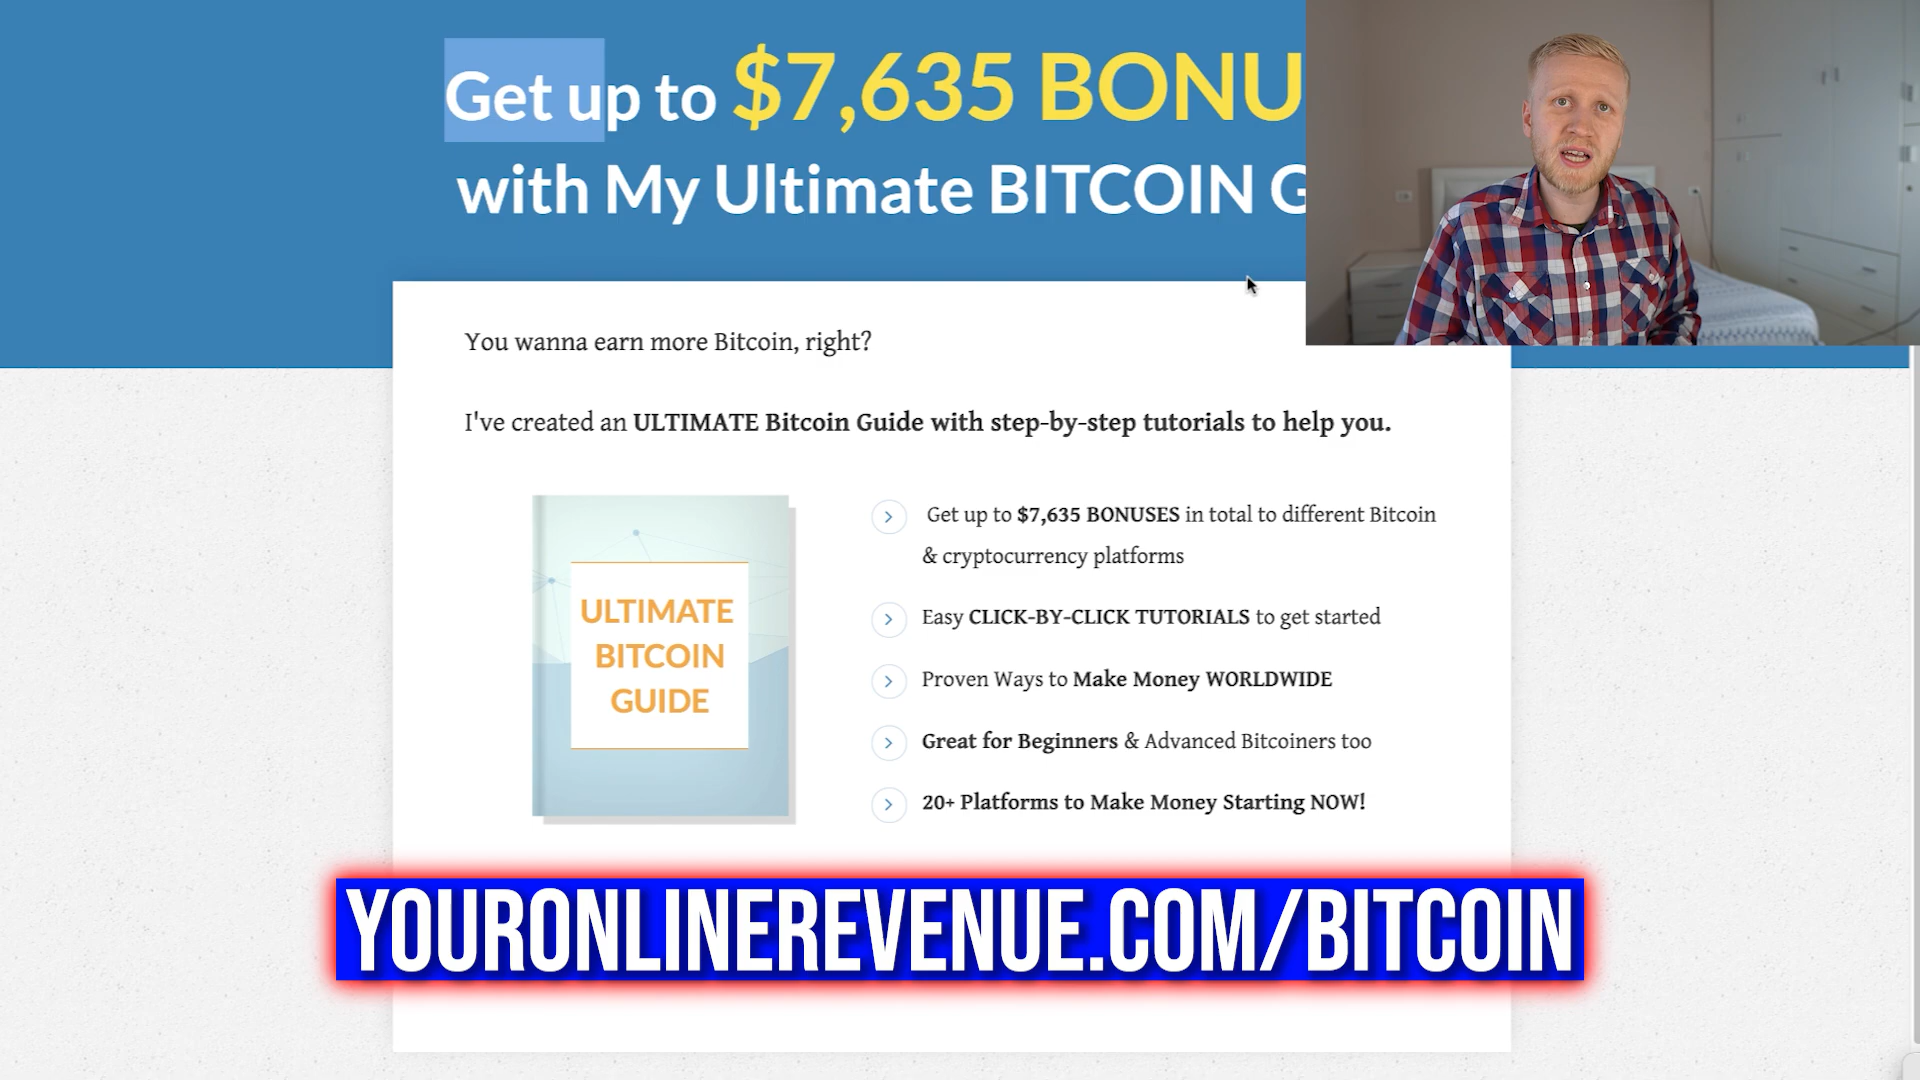 Get up to $7,635 BONU
with My Ultimate BITCOIN G
You wanna earn more Bitcoin, right?
I've created an ULTIMATE Bitcoin Guide with step-by-step tutorials to help you.
ULTIMATE
BITCOIN
GUIDE
Get up to $7,635 BONUSES in total to different Bitcoin
& cryptocurrency platforms
Easy CLICK-BY-CLICK TUTORIALS to get started
Proven Ways to Make Money WORLDWIDE
Great for Beginners & Advanced Bitcoiners too
20+ Platforms to Make Money Starting NOW!
YOURONLINEREVENUE.COM/BITCOIN